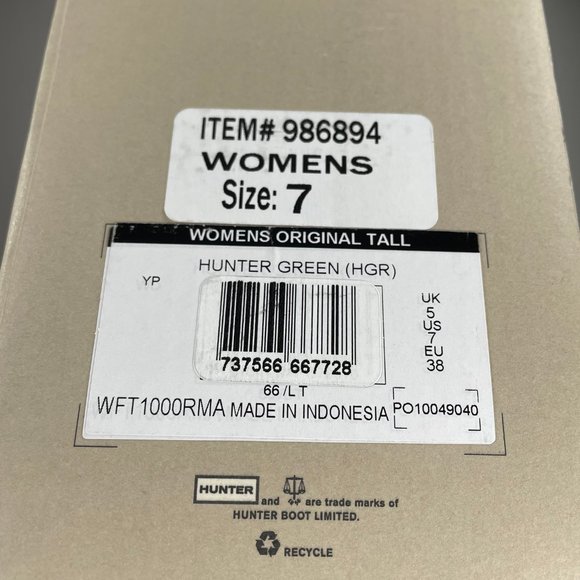 ITEM# 986894
WOMENS
Size: 7
WOMENS ORIGINAL TALL
HUNTER GREEN (HGR)
YP
UK
5
US
7
EU
38
737566 667728
66 /L T
WFT1000RMA MADE IN INDONESIA
PO10049040
HUNTER and are trade marks of
HUNTER BOOT LIMITED.
RECYCLE